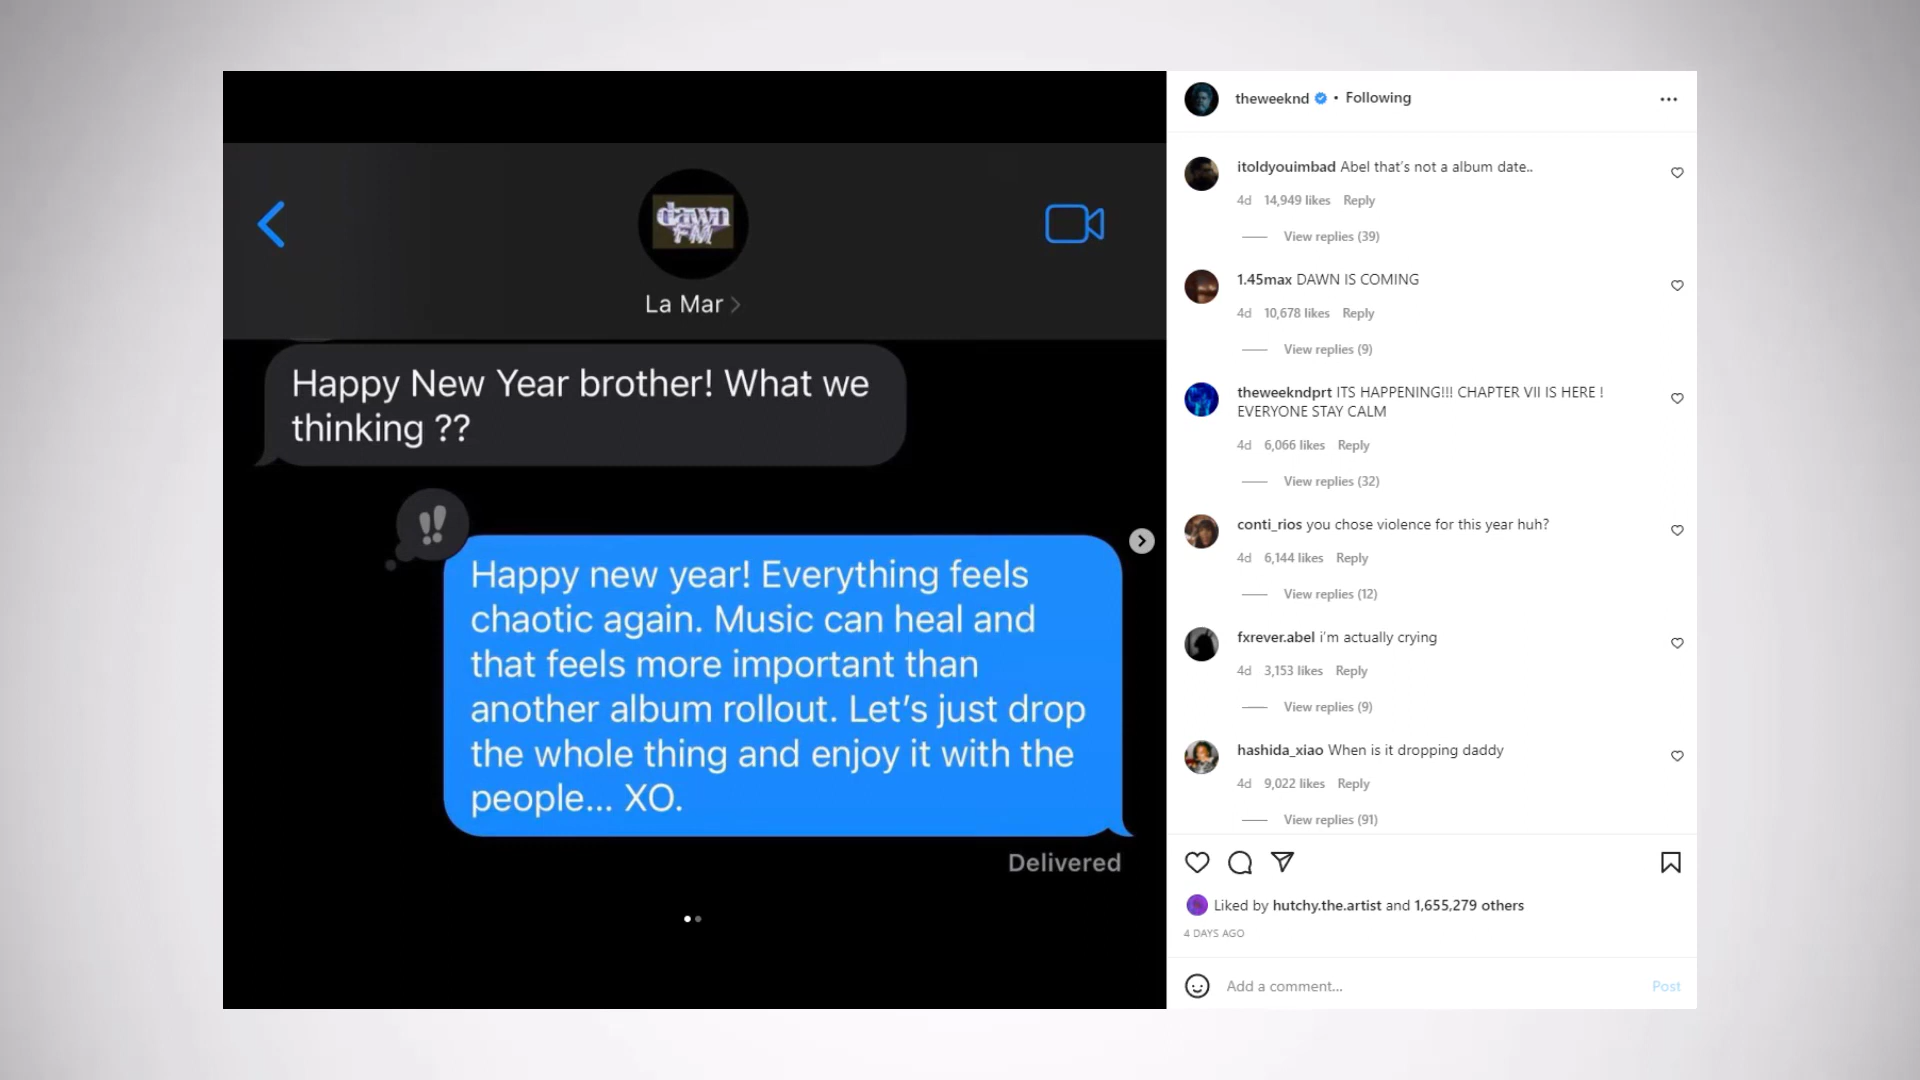 dawn
FM
La Mar
Happy New Year brother! What we
thinking ??
Happy new year! Everything feels
chaotic again. Music can heal and
that feels more important than
another album rollout. Let’s just drop
the whole thing and enjoy it with the
people... XO.
Delivered
theweeknd • Following
itoldyouimbad Abel that’s not a album date..
4d 14,949 likes Reply
View replies (39)
1.45max DAWN IS COMING
4d 10,678 likes Reply
View replies (9)
theweekndprt ITS HAPPENING!!! CHAPTER VII IS HERE !
EVERYONE STAY CALM
4d 6,066 likes Reply
View replies (32)
conti_rios you chose violence for this year huh?
4d 6,144 likes Reply
View replies (12)
fxrever.abel i’m actually crying
4d 3,153 likes Reply
View replies (9)
hashida_xiao When is it dropping daddy
4d 9,022 likes Reply
View replies (91)
Liked by hutchy.the.artist and 1,655,279 others
4 DAYS AGO
Add a comment...
Post